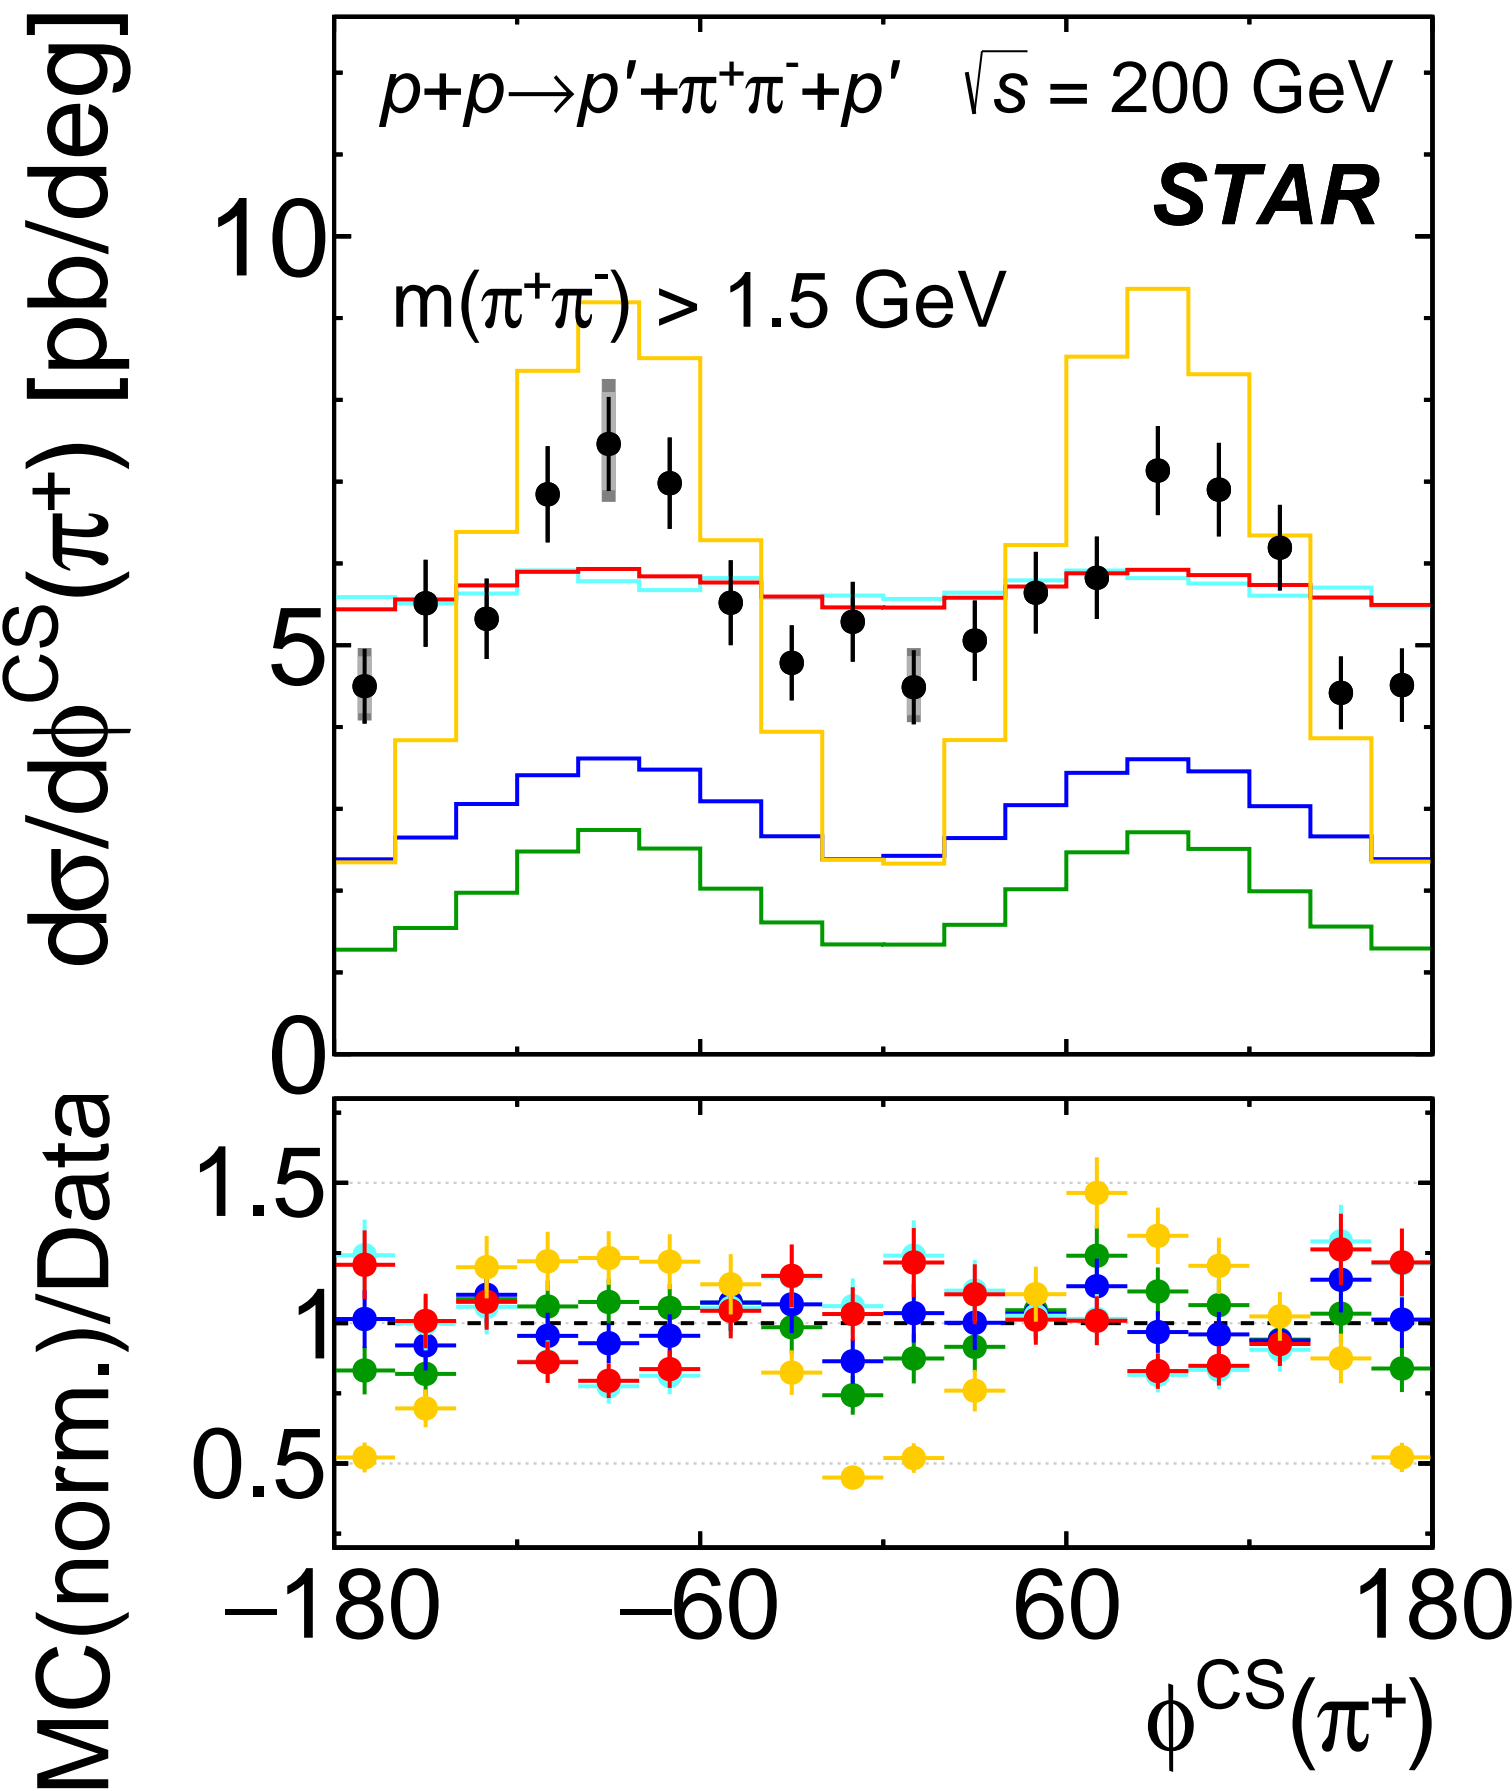 p+p→p′+π⁺π⁻+p′ √s = 200 GeV
STAR
m(π⁺π⁻) > 1.5 GeV
dσ/dϕ^CS(π⁺) [pb/deg]
10
5
0
MC(norm.)/Data
1.5
1
0.5
−180 −60 60 180
ϕ^CS(π⁺)